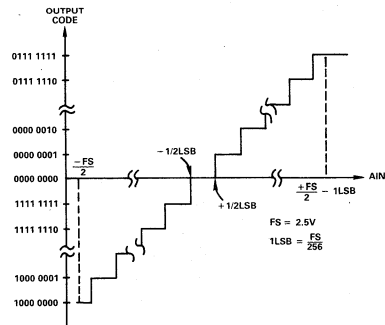 OUTPUT
CODE
0111 1111
0111 1110
0000 0010
0000 0001
0000 0000
1111 1111
1111 1110
1000 0001
1000 0000
−FS
2
− 1/2LSB
+ 1/2LSB
AIN
+FS
2
− 1LSB
FS = 2.5V
1LSB = FS
256